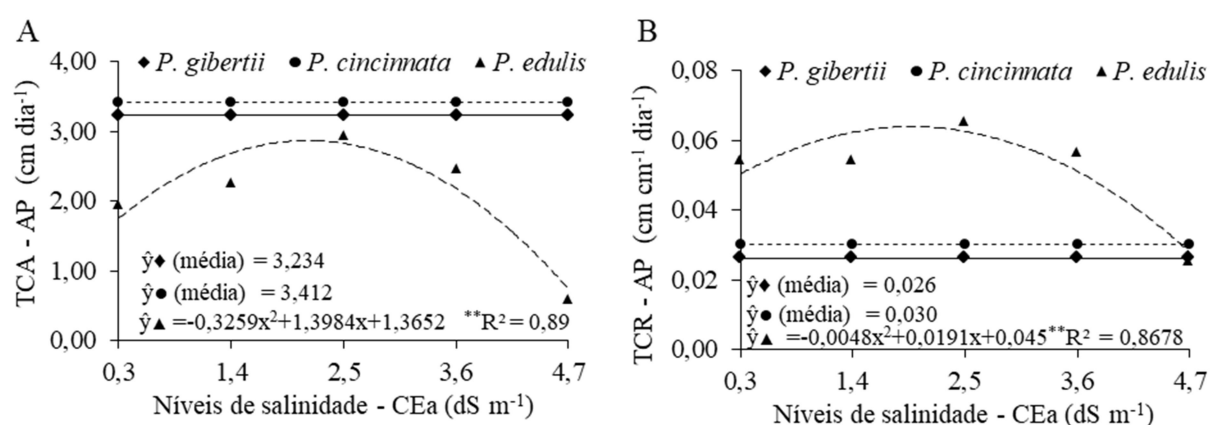 A
◆ P. gibertii ● P. cincinnata ▲ P. edulis
TCA - AP (cm dia⁻¹)
4,00
3,00
2,00
1,00
0,00
ŷ◆ (média) = 3,234
ŷ● (média) = 3,412
ŷ▲ =-0,3259x²+1,3984x+1,3652 **R² = 0,89
0,3 1,4 2,5 3,6 4,7
Níveis de salinidade - CEa (dS m⁻¹)
B
◆ P. gibertii ● P. cincinnata ▲ P. edulis
TCR - AP (cm cm⁻¹ dia⁻¹)
0,08
0,06
0,04
0,02
0,00
ŷ◆ (média) = 0,026
ŷ● (média) = 0,030
ŷ▲ =-0,0048x²+0,0191x+0,045**R² = 0,8678
0,3 1,4 2,5 3,6 4,7
Níveis de salinidade - CEa (dS m⁻¹)